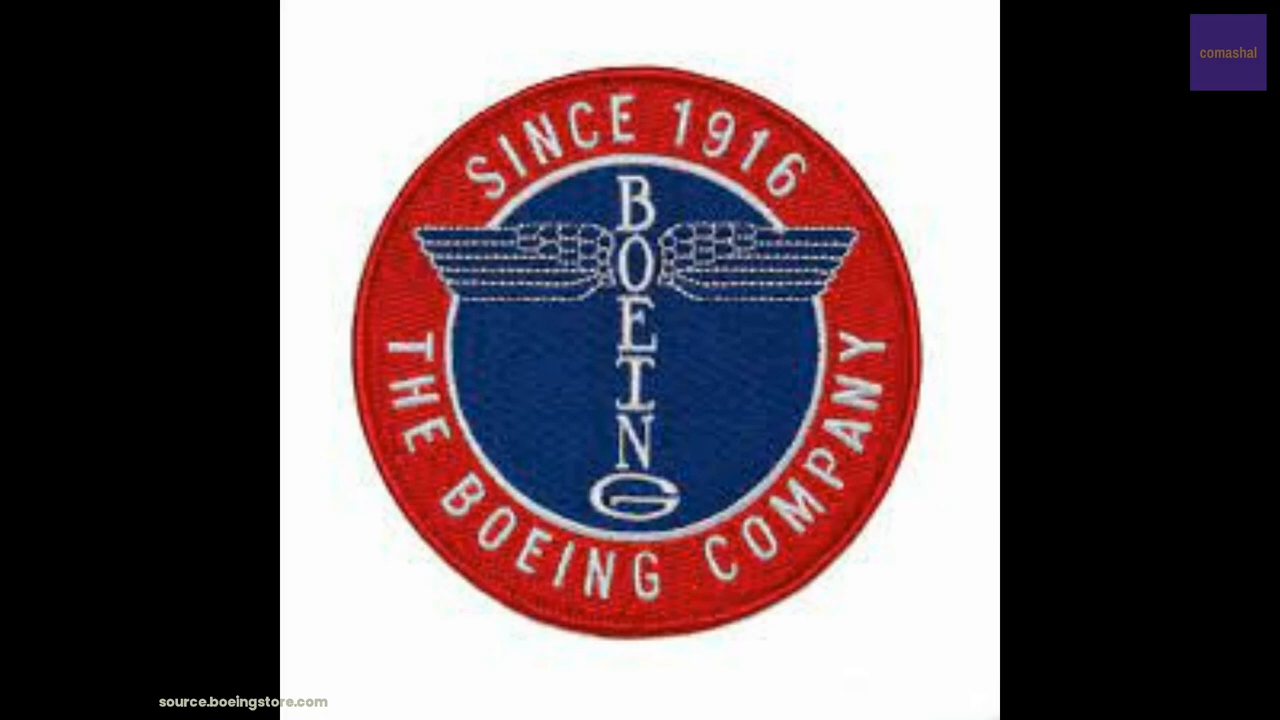 comashal
SINCE 1916
BOEING
THE BOEING COMPANY
source.boeingstore.com